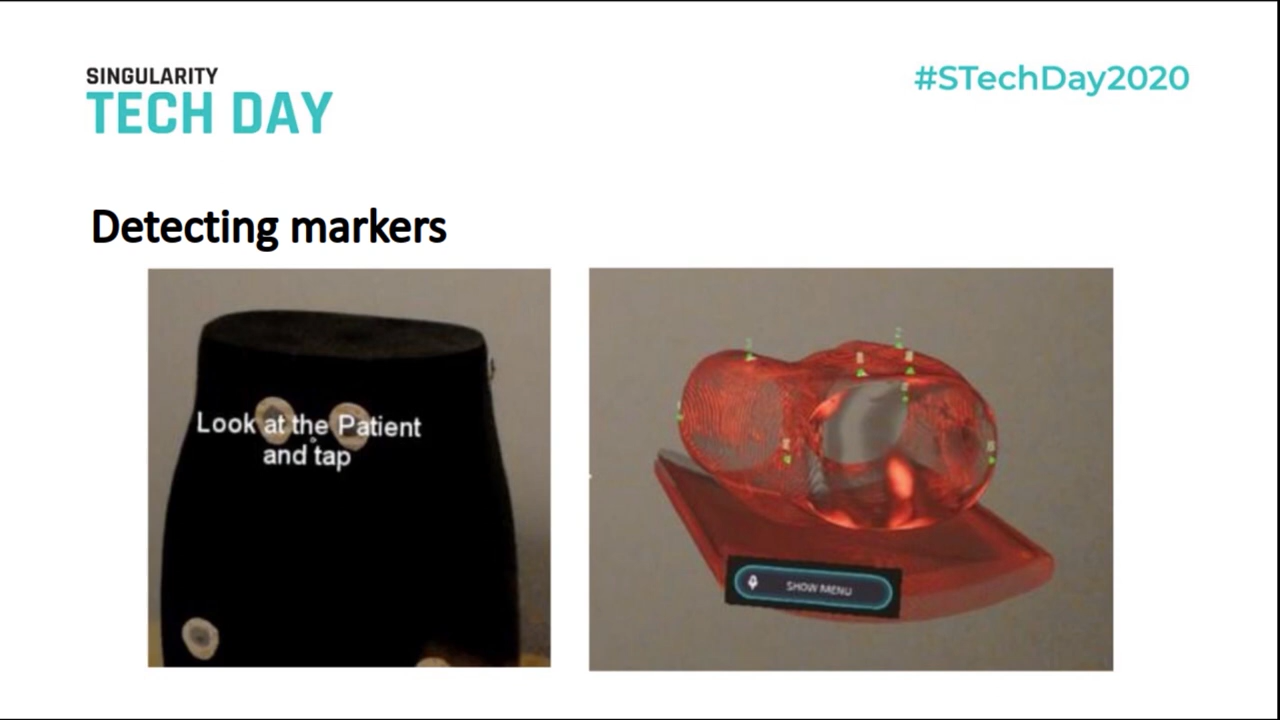 SINGULARITY
TECH DAY
#STechDay2020
Detecting markers
Look at the Patient
and tap
SHOW MENU